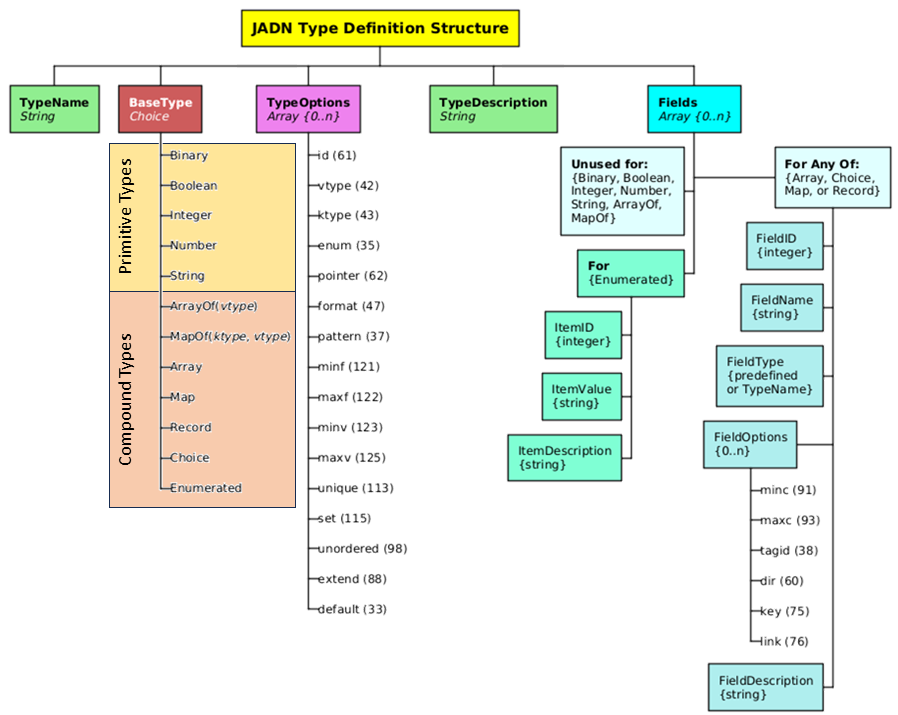 JADN Type Definition Structure
TypeName
String
BaseType
Choice
TypeOptions
Array {0..n}
TypeDescription
String
Fields
Array {0..n}
Primitive Types
Binary
Boolean
Integer
Number
String
Compound Types
ArrayOf(vtype)
MapOf(ktype, vtype)
Array
Map
Record
Choice
Enumerated
id (61)
vtype (42)
ktype (43)
enum (35)
pointer (62)
format (47)
pattern (37)
minf (121)
maxf (122)
minv (123)
maxv (125)
unique (113)
set (115)
unordered (98)
extend (88)
default (33)
Unused for:
{Binary, Boolean,
Integer, Number,
String, ArrayOf,
MapOf}
For
{Enumerated}
ItemID
{integer}
ItemValue
{string}
ItemDescription
{string}
For Any Of:
{Array, Choice,
Map, or Record}
FieldID
{integer}
FieldName
{string}
FieldType
{predefined
or TypeName}
FieldOptions
{0..n}
minc (91)
maxc (93)
tagid (38)
dir (60)
key (75)
link (76)
FieldDescription
{string}